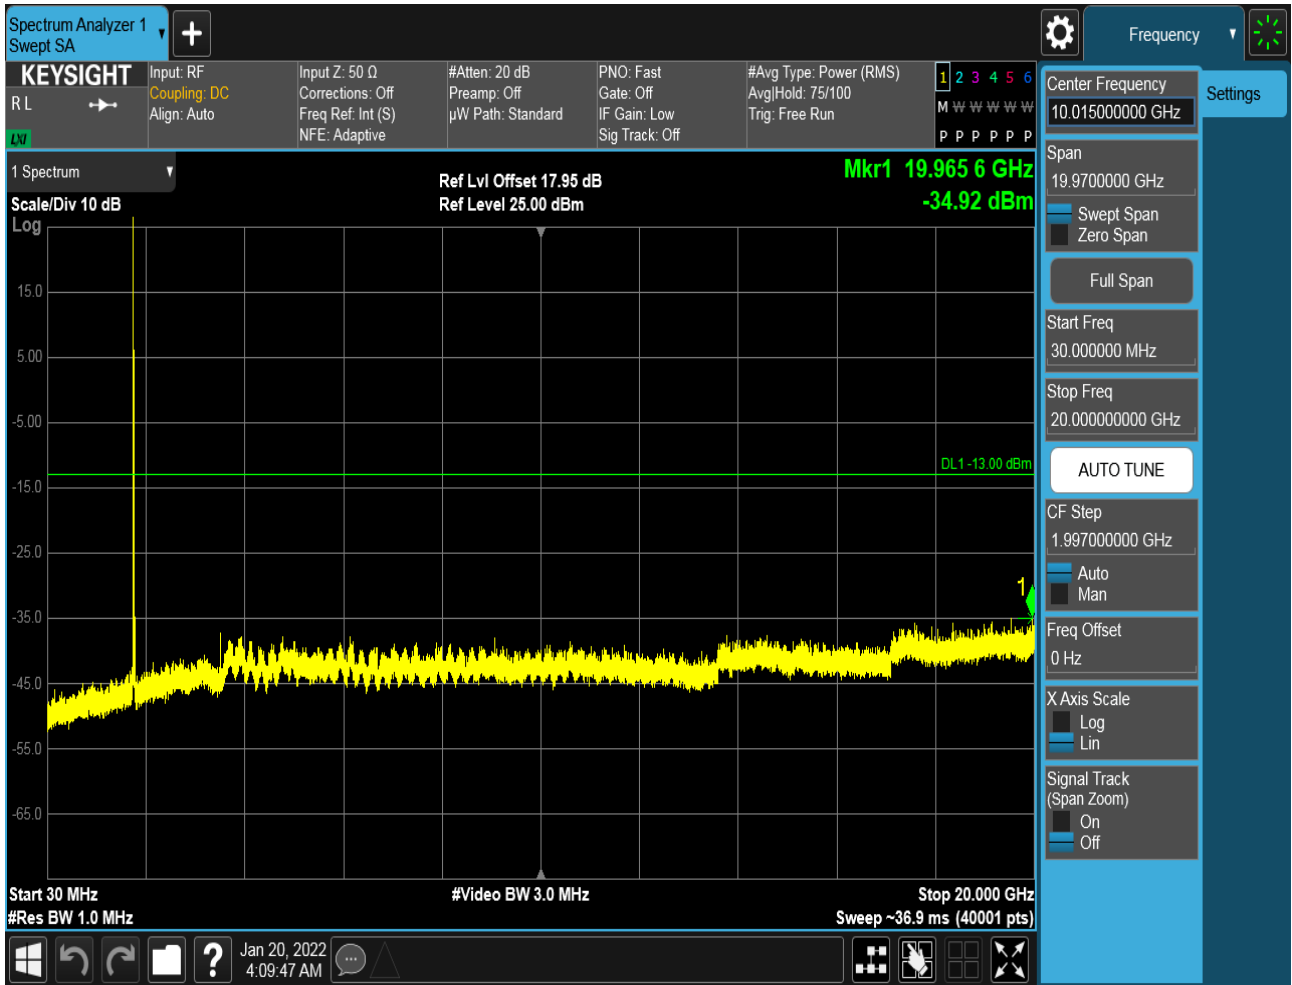 Spectrum Analyzer 1
Swept SA
Frequency
KEYSIGHT
R L
LXI
Input: RF
Coupling: DC
Align: Auto
Input Z: 50 Ω
Corrections: Off
Freq Ref: Int (S)
NFE: Adaptive
#Atten: 20 dB
Preamp: Off
µW Path: Standard
PNO: Fast
Gate: Off
IF Gain: Low
Sig Track: Off
#Avg Type: Power (RMS)
Avg|Hold: 75/100
Trig: Free Run
1 2 3 4 5 6
M W W W W W
P P P P P P
1 Spectrum
Scale/Div 10 dB
Log
Ref Lvl Offset 17.95 dB
Ref Level 25.00 dBm
Mkr1 19.965 6 GHz
-34.92 dBm
15.0
5.00
-5.00
DL1 -13.00 dBm
-15.0
-25.0
1
-35.0
-45.0
-55.0
-65.0
Start 30 MHz
#Res BW 1.0 MHz
#Video BW 3.0 MHz
Stop 20.000 GHz
Sweep ~36.9 ms (40001 pts)
?
Jan 20, 2022
4:09:47 AM
Center Frequency
10.015000000 GHz
Span
19.9700000 GHz
Swept Span
Zero Span
Full Span
Start Freq
30.000000 MHz
Stop Freq
20.000000000 GHz
AUTO TUNE
CF Step
1.997000000 GHz
Auto
Man
Freq Offset
0 Hz
X Axis Scale
Log
Lin
Signal Track
(Span Zoom)
On
Off
Settings